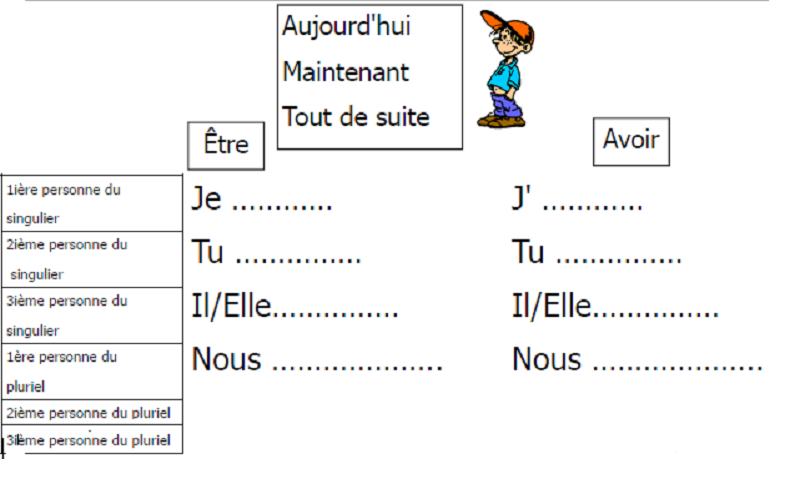 Aujourd'hui
Maintenant
Tout de suite
Être
Avoir
1ière personne du
singulier
Je ............
J' ............
2ième personne du
singulier
Tu ...............
Tu ...............
3ième personne du
singulier
Il/Elle...............
Il/Elle...............
1ère personne du
pluriel
Nous ....................
Nous ....................
2ième personne du pluriel
3ième personne du pluriel